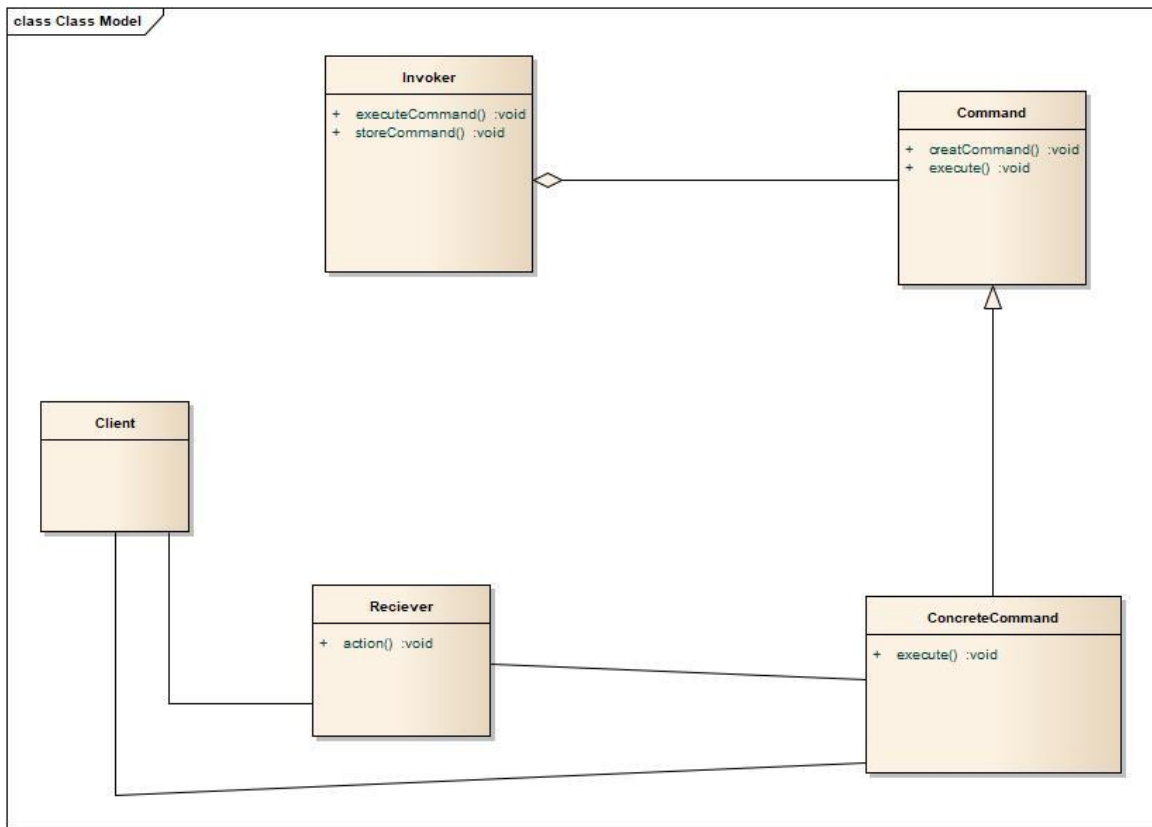 class Class Model
Invoker
+ executeCommand() :void
+ storeCommand() :void
Command
+ creatCommand() :void
+ execute() :void
Client
Reciever
+ action() :void
ConcreteCommand
+ execute() :void